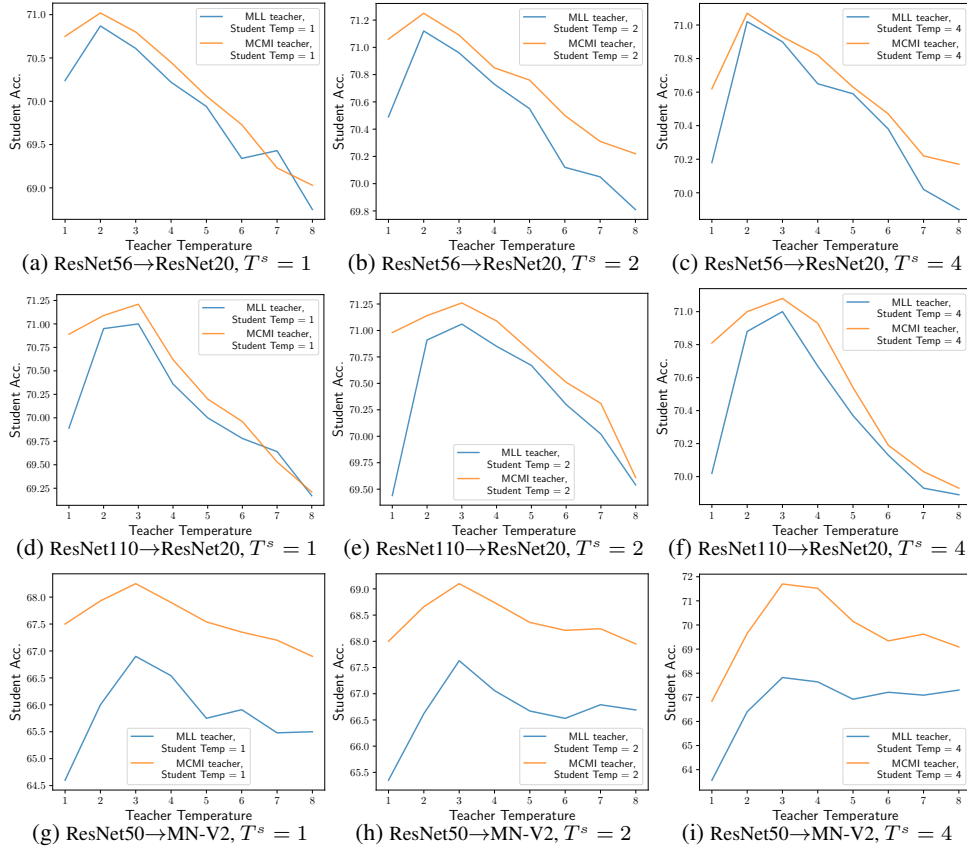 71.0
70.5
70.0
69.5
69.0
Student Acc.
MLL teacher,
Student Temp = 1
MCMI teacher,
Student Temp = 1
1 2 3 4 5 6 7 8
Teacher Temperature
(a) ResNet56→ResNet20, T^s = 1
71.2
71.0
70.8
70.6
70.4
70.2
70.0
69.8
Student Acc.
MLL teacher,
Student Temp = 2
MCMI teacher,
Student Temp = 2
1 2 3 4 5 6 7 8
Teacher Temperature
(b) ResNet56→ResNet20, T^s = 2
71.0
70.8
70.6
70.4
70.2
70.0
Student Acc.
MLL teacher,
Student Temp = 4
MCMI teacher,
Student Temp = 4
1 2 3 4 5 6 7 8
Teacher Temperature
(c) ResNet56→ResNet20, T^s = 4
71.25
71.00
70.75
70.50
70.25
70.00
69.75
69.50
69.25
Student Acc.
MLL teacher,
Student Temp = 1
MCMI teacher,
Student Temp = 1
1 2 3 4 5 6 7 8
Teacher Temperature
(d) ResNet110→ResNet20, T^s = 1
71.25
71.00
70.75
70.50
70.25
70.00
69.75
69.50
Student Acc.
MLL teacher,
Student Temp = 2
MCMI teacher,
Student Temp = 2
1 2 3 4 5 6 7 8
Teacher Temperature
(e) ResNet110→ResNet20, T^s = 2
71.0
70.8
70.6
70.4
70.2
70.0
Student Acc.
MLL teacher,
Student Temp = 4
MCMI teacher,
Student Temp = 4
1 2 3 4 5 6 7 8
Teacher Temperature
(f) ResNet110→ResNet20, T^s = 4
68.0
67.5
67.0
66.5
66.0
65.5
65.0
64.5
Student Acc.
MLL teacher,
Student Temp = 1
MCMI teacher,
Student Temp = 1
1 2 3 4 5 6 7 8
Teacher Temperature
(g) ResNet50→MN-V2, T^s = 1
69.0
68.5
68.0
67.5
67.0
66.5
66.0
65.5
Student Acc.
MLL teacher,
Student Temp = 2
MCMI teacher,
Student Temp = 2
1 2 3 4 5 6 7 8
Teacher Temperature
(h) ResNet50→MN-V2, T^s = 2
72
71
70
69
68
67
66
65
64
Student Acc.
MLL teacher,
Student Temp = 4
MCMI teacher,
Student Temp = 4
1 2 3 4 5 6 7 8
Teacher Temperature
(i) ResNet50→MN-V2, T^s = 4